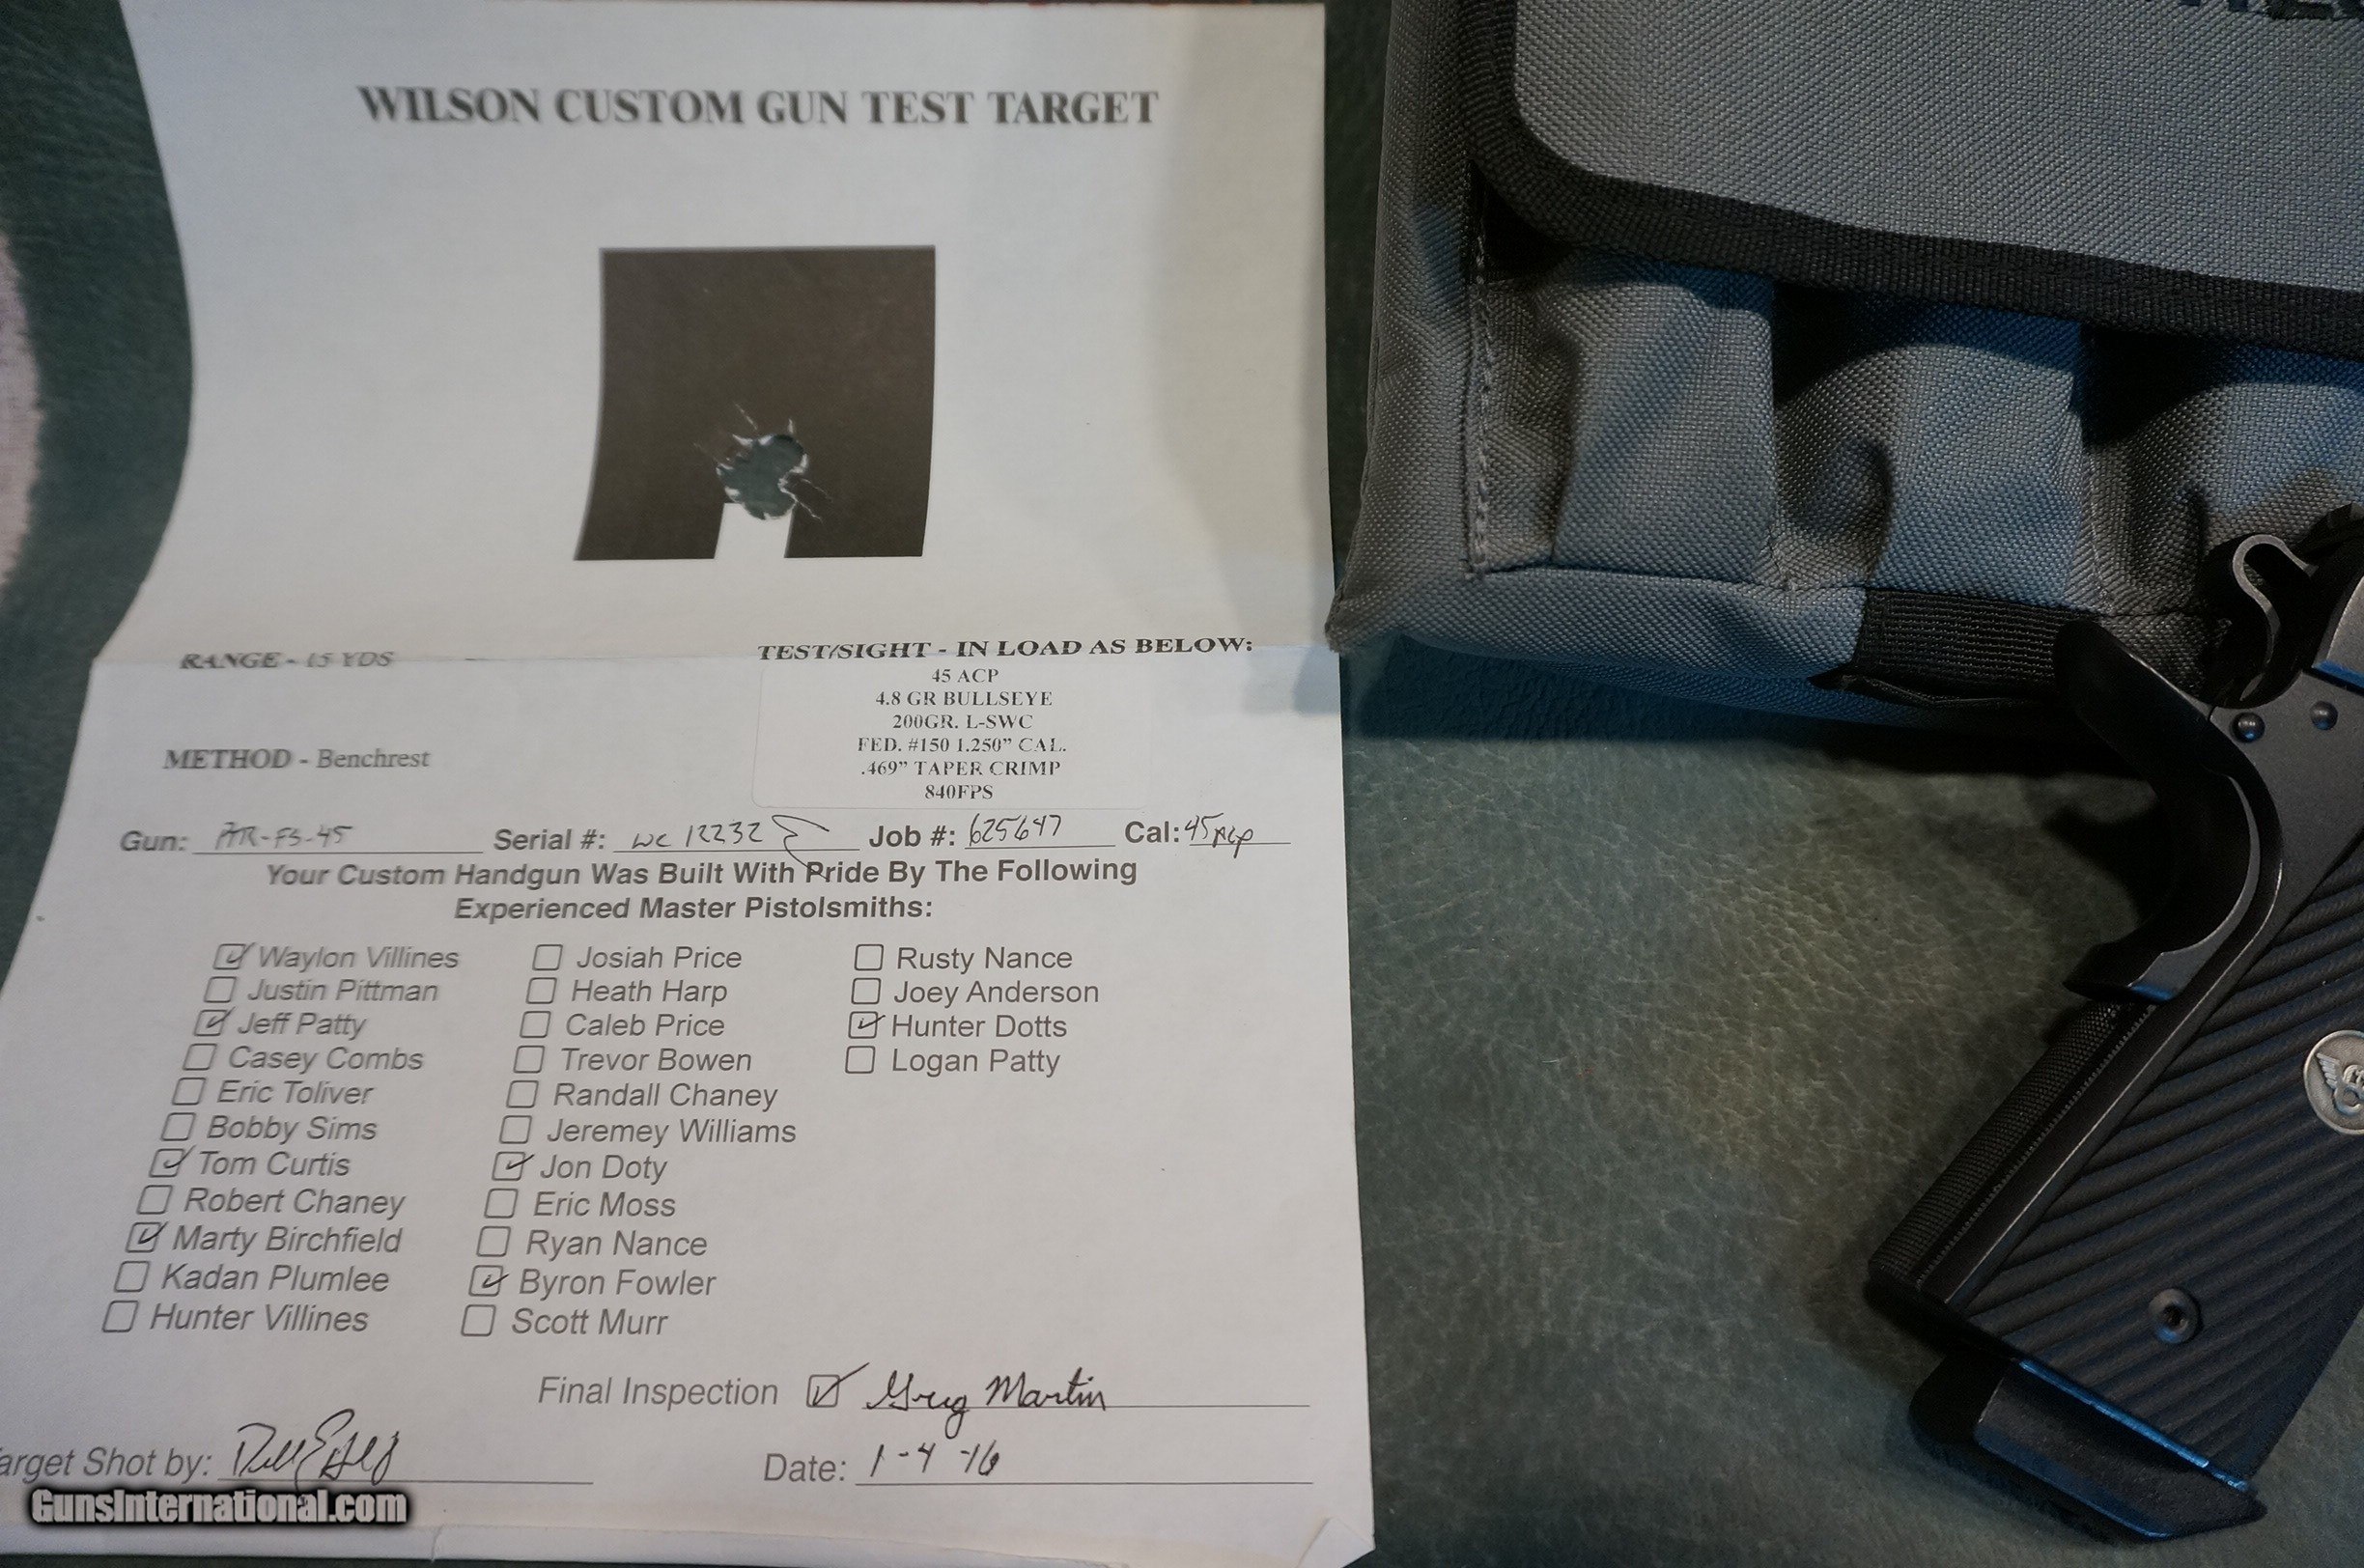 WILSON CUSTOM GUN TEST TARGET
RANGE - 15 YDS
TEST/SIGHT - IN LOAD AS BELOW:
45 ACP
4.8 GR BULLSEYE
200GR. L-SWC
FED. #150 1.250” CAL.
.469” TAPER CRIMP
840FPS
METHOD - Benchrest
Gun: -FS-45 Serial #: WC 12232 Job #: 625647 Cal: 45 ACP
Your Custom Handgun Was Built With Pride By The Following
Experienced Master Pistolsmiths:
Waylon Villines
Justin Pittman
Jeff Patty
Casey Combs
Eric Toliver
Bobby Sims
Tom Curtis
Robert Chaney
Marty Birchfield
Kadan Plumlee
Hunter Villines
Josiah Price
Heath Harp
Caleb Price
Trevor Bowen
Randall Chaney
Jeremey Williams
Jon Doty
Eric Moss
Ryan Nance
Byron Fowler
Scott Murr
Rusty Nance
Joey Anderson
Hunter Dotts
Logan Patty
Final Inspection Greg Martin
arget Shot by:
Date: 1-4-16
GunsInternational.com